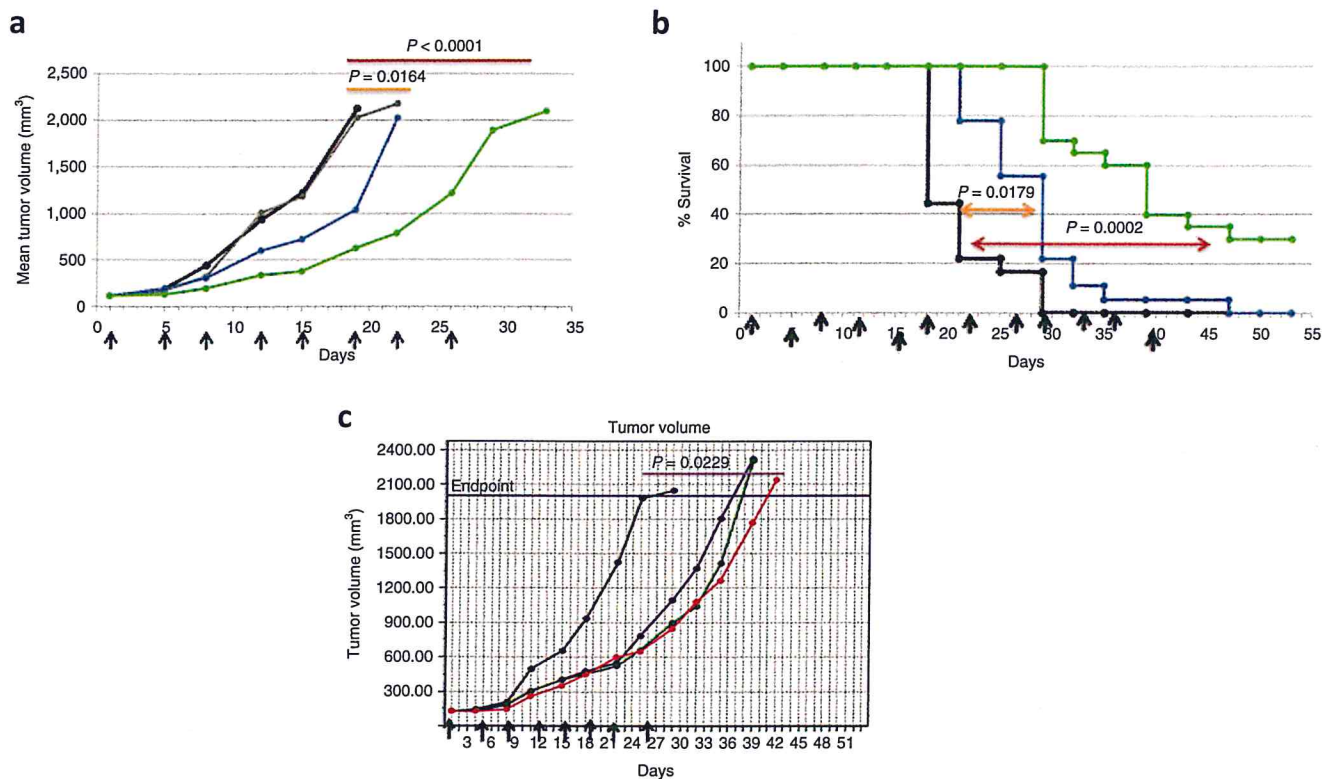 a
P < 0.0001
P = 0.0164
Mean tumor volume (mm³)
2,500
2,000
1,500
1,000
500
0
0 5 10 15 20 25 30 35
Days
b
% Survival
100
80
60
40
20
0
P = 0.0179
P = 0.0002
0 5 10 15 20 25 30 35 40 45 50 55
Days
c
Tumor volume
P = 0.0229
Endpoint
Tumor volume (mm³)
2400.00
2100.00
1800.00
1500.00
1200.00
900.00
600.00
300.00
3 6 9 12 15 18 21 24 27 30 33 36 39 42 45 48 51
Days